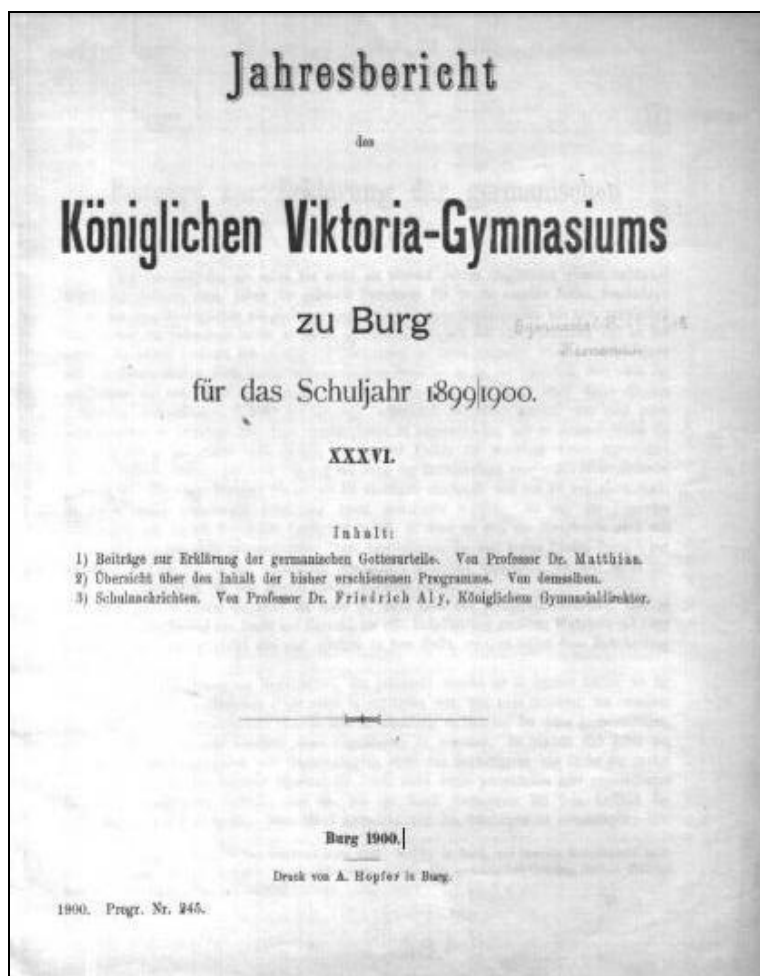 Jahresbericht
des
Königlichen Viktoria-Gymnasiums
zu Burg
für das Schuljahr 1899|1900.
XXXVI.
Inhalt:
1) Beiträge zur Erklärung der germanischen Gottesurteile. Von Professor Dr. Matthias.
2) Übersicht über den Inhalt der bisher erschienenen Programme. Von demselben.
3) Schulnachrichten. Von Professor Dr. Friedrich Aly, Königlichem Gymnasialdirektor.
Burg 1900.
Druck von A. Hopfer in Burg.
1900. Progr. Nr. 245.